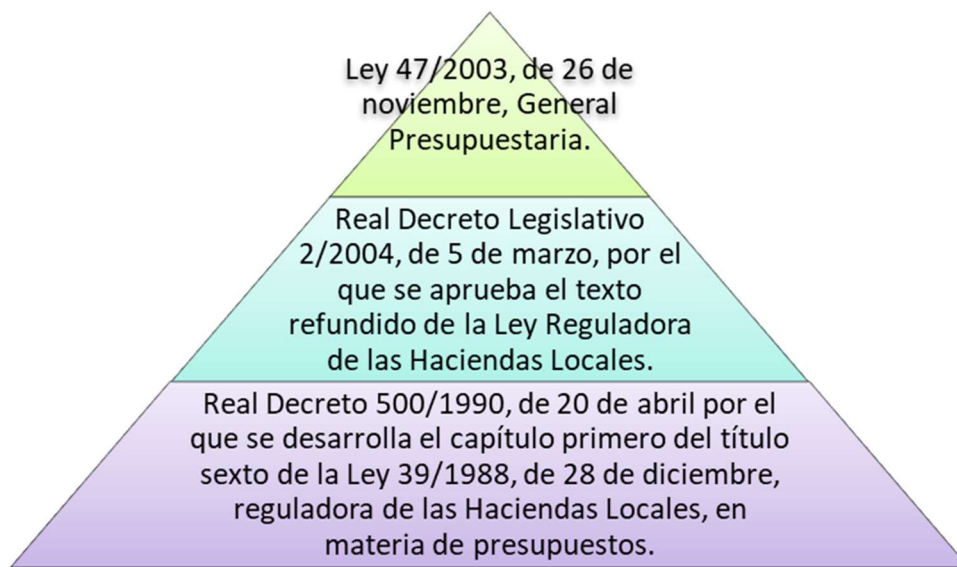 Ley 47/2003, de 26 de
noviembre, General
Presupuestaria.
Real Decreto Legislativo
2/2004, de 5 de marzo, por el
que se aprueba el texto
refundido de la Ley Reguladora
de las Haciendas Locales.
Real Decreto 500/1990, de 20 de abril por el
que se desarrolla el capítulo primero del título
sexto de la Ley 39/1988, de 28 de diciembre,
reguladora de las Haciendas Locales, en
materia de presupuestos.